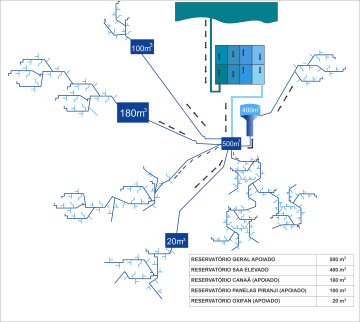 100m³
400m³
180m³
500m³
20m³
RESERVATÓRIO GERAL APOIADO 500 m³
RESERVATÓRIO SAA ELEVADO 400 m³
RESERVATÓRIO CANAÃ (APOIADO) 180 m³
RESERVATÓRIO PANELAS PIRANJI (APOIADO) 100 m³
RESERVATÓRIO OXIFAN (APOIADO) 20 m³